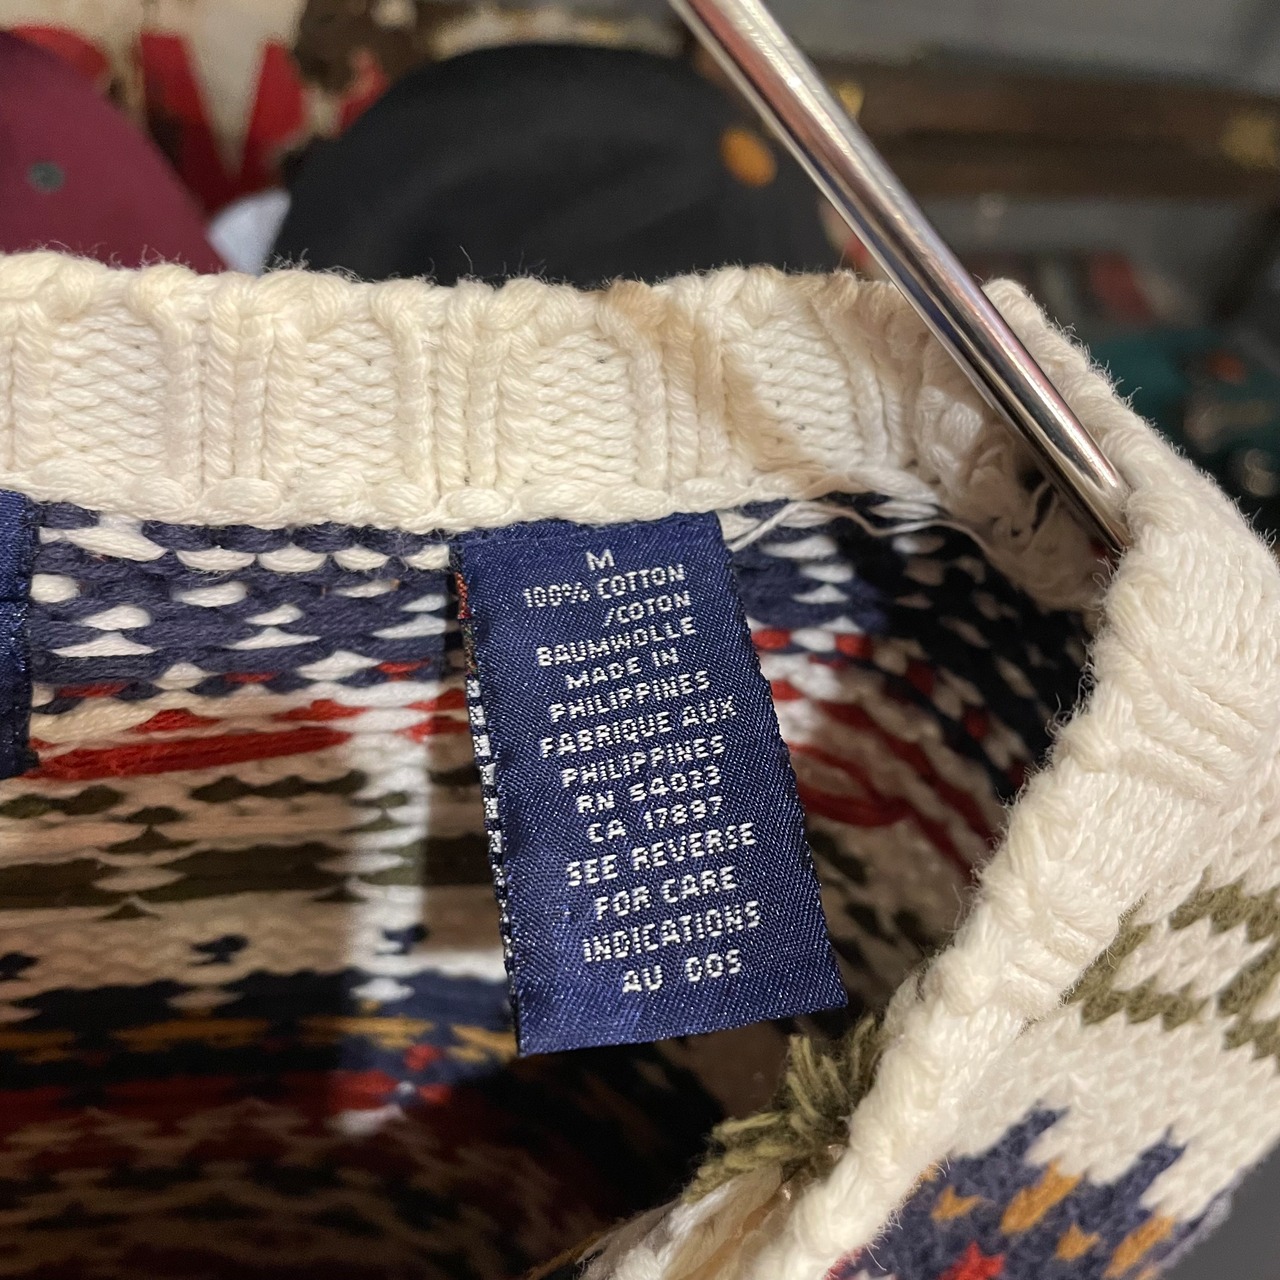 M
100% COTTON
/COTON
BAUMWOLLE
MADE IN
PHILIPPINES
FABRIQUE AUX
PHILIPPINES
RN 54023
CA 17897
SEE REVERSE
FOR CARE
INDICATIONS
AU DOS